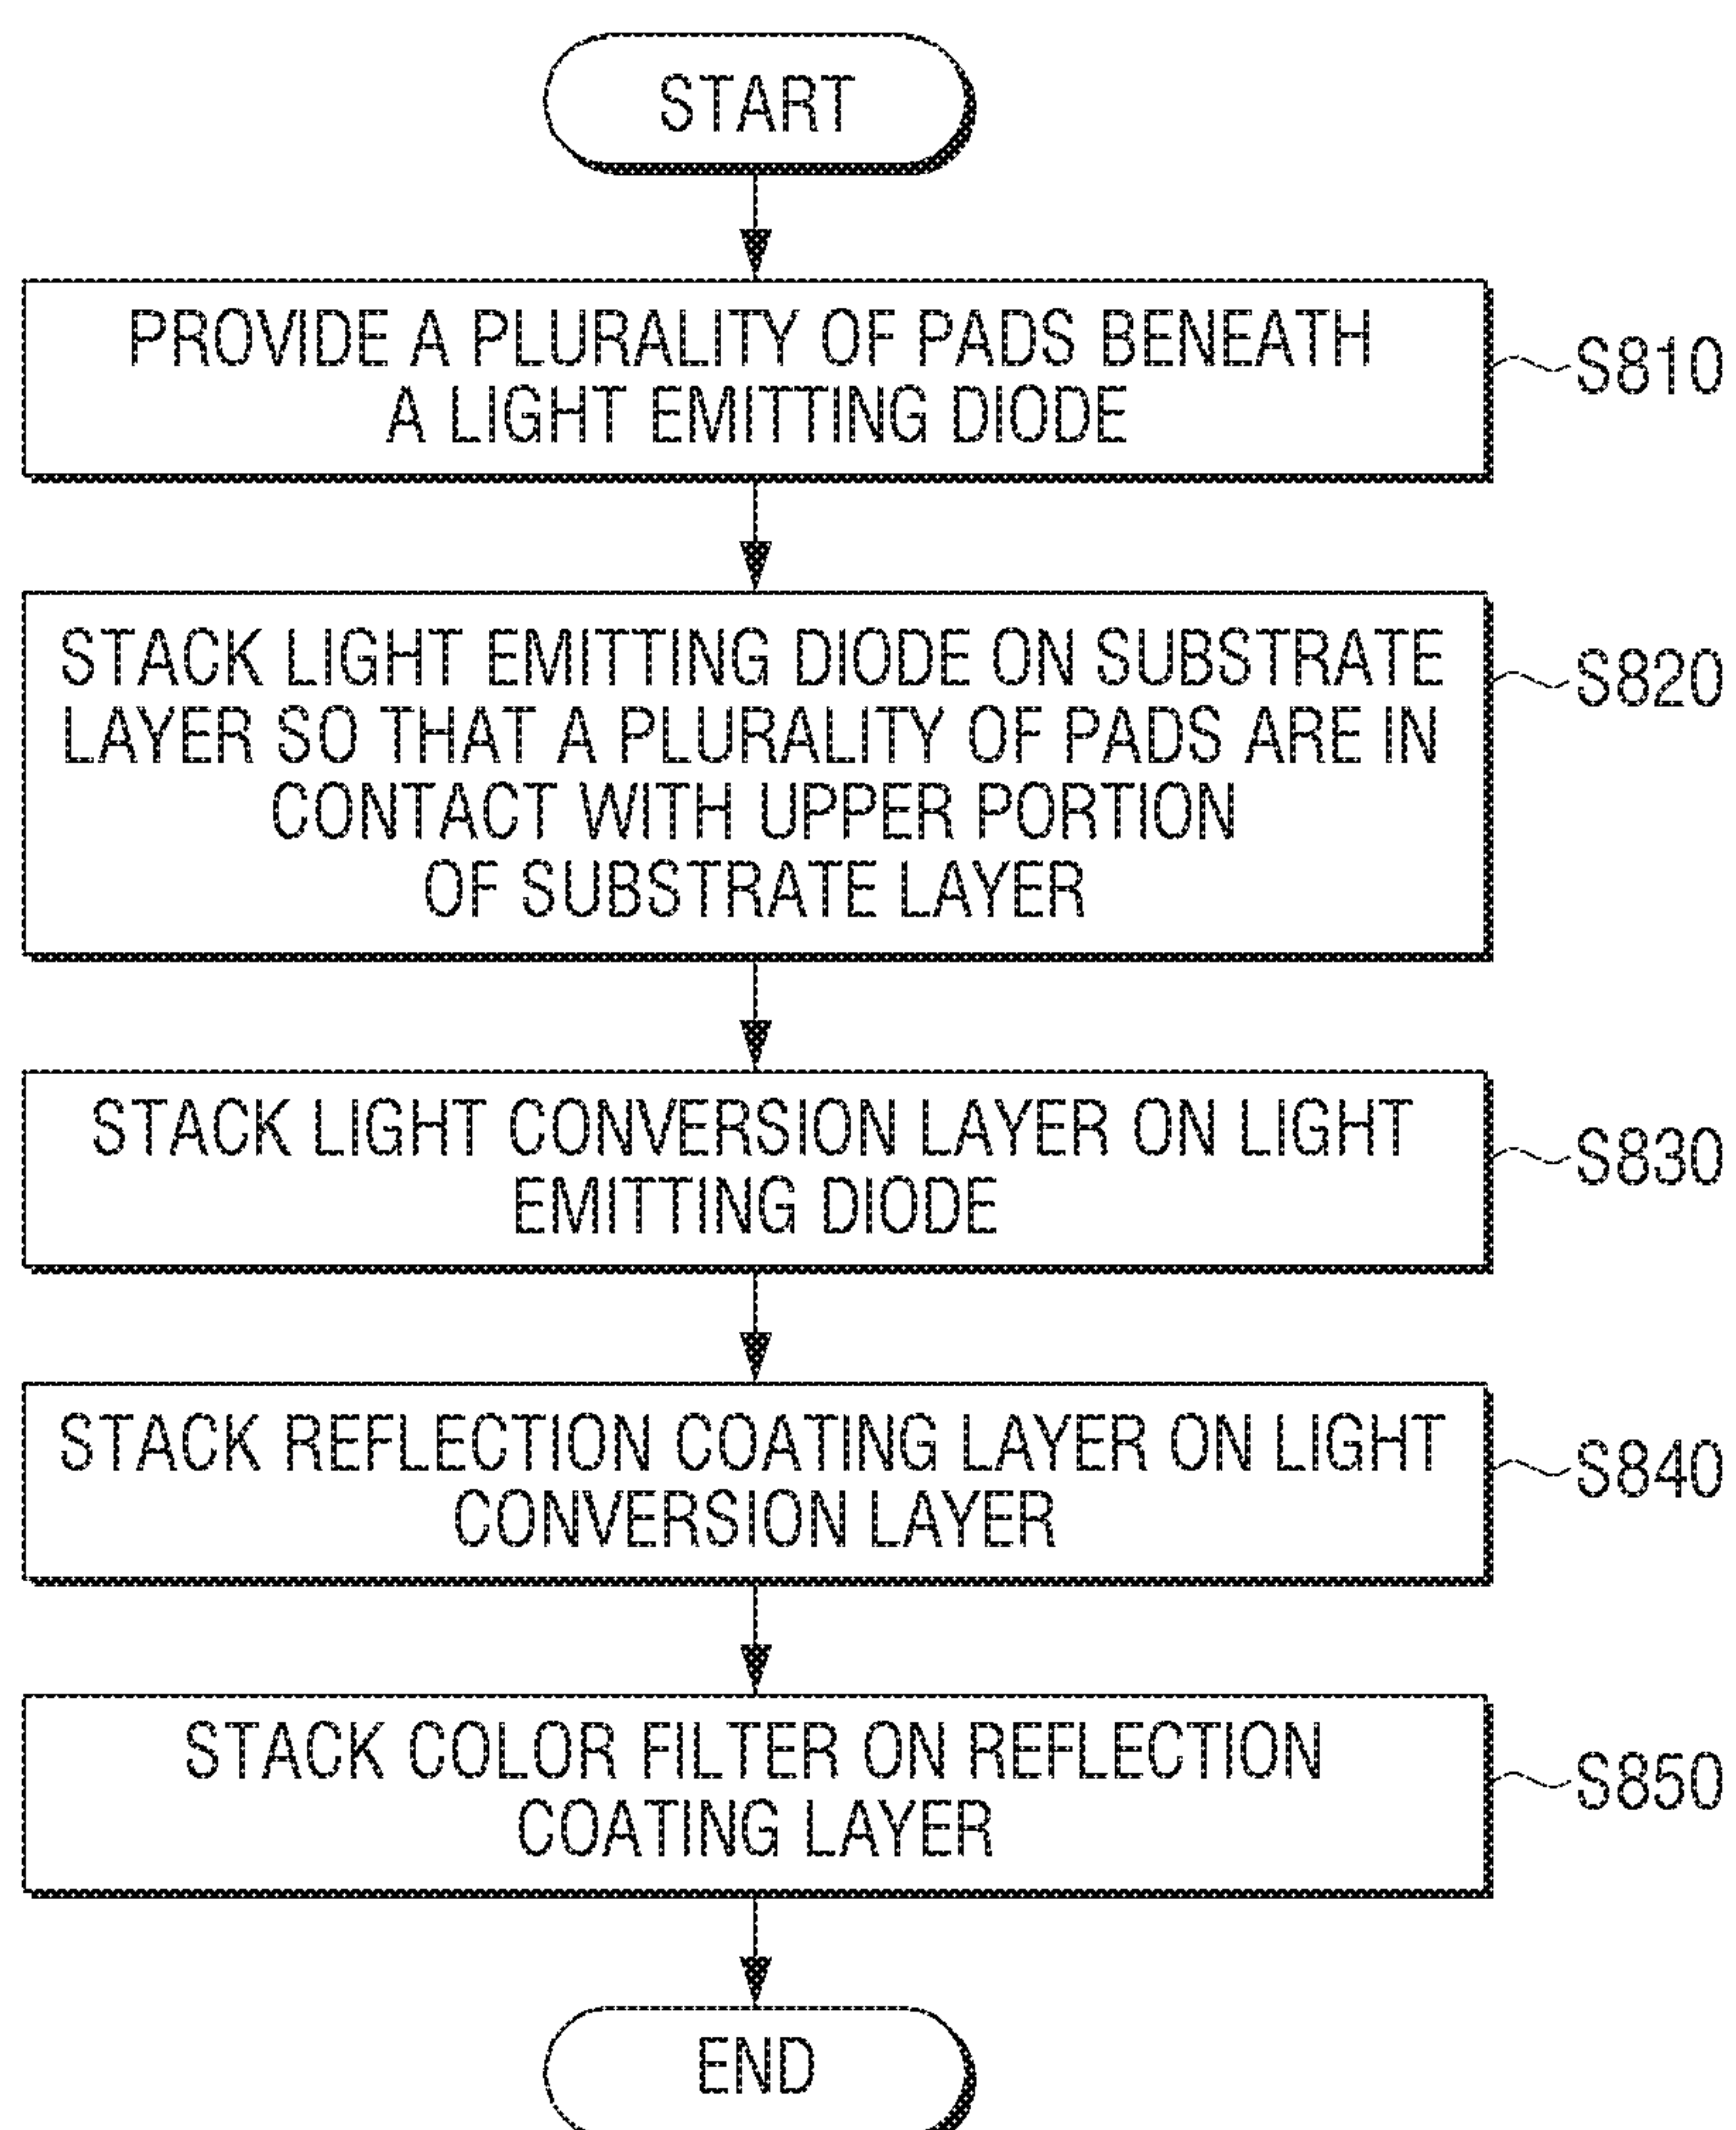 START
PROVIDE A PLURALITY OF PADS BENEATH
A LIGHT EMITTING DIODE
S810
STACK LIGHT EMITTING DIODE ON SUBSTRATE
LAYER SO THAT A PLURALITY OF PADS ARE IN
CONTACT WITH UPPER PORTION
OF SUBSTRATE LAYER
S820
STACK LIGHT CONVERSION LAYER ON LIGHT
EMITTING DIODE
S830
STACK REFLECTION COATING LAYER ON LIGHT
CONVERSION LAYER
S840
STACK COLOR FILTER ON REFLECTION
COATING LAYER
S850
END